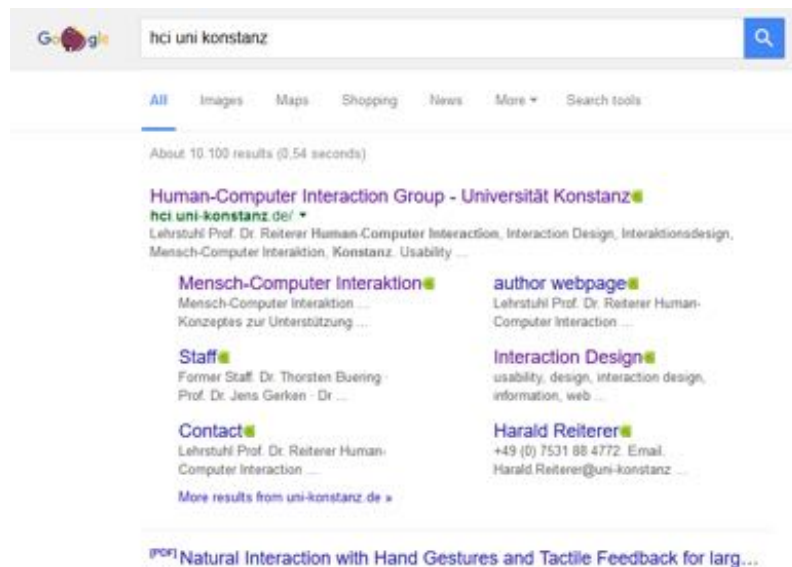 Google
hci uni konstanz
All Images Maps Shopping News More Search tools
About 10.100 results (0,54 seconds)
Human-Computer Interaction Group - Universität Konstanz
hci.uni-konstanz.de/
Lehrstuhl Prof. Dr. Reiterer Human-Computer Interaction, Interaction Design, Interaktionsdesign,
Mensch-Computer Interaktion, Konstanz, Usability ...
Mensch-Computer Interaktion
Mensch-Computer Interaktion ...
Konzeptes zur Unterstützung ...
author webpage
Lehrstuhl Prof. Dr. Reiterer Human-
Computer Interaction ...
Staff
Former Staff. Dr. Thorsten Buering ·
Prof. Dr. Jens Gerken · Dr ...
Interaction Design
usability, design, interaction design,
information, web ...
Contact
Lehrstuhl Prof. Dr. Reiterer Human-
Computer Interaction ...
Harald Reiterer
+49 (0) 7531 88 4772. Email.
Harald.Reiterer@uni-konstanz ...
More results from uni-konstanz.de »
[PDF] Natural Interaction with Hand Gestures and Tactile Feedback for larg...